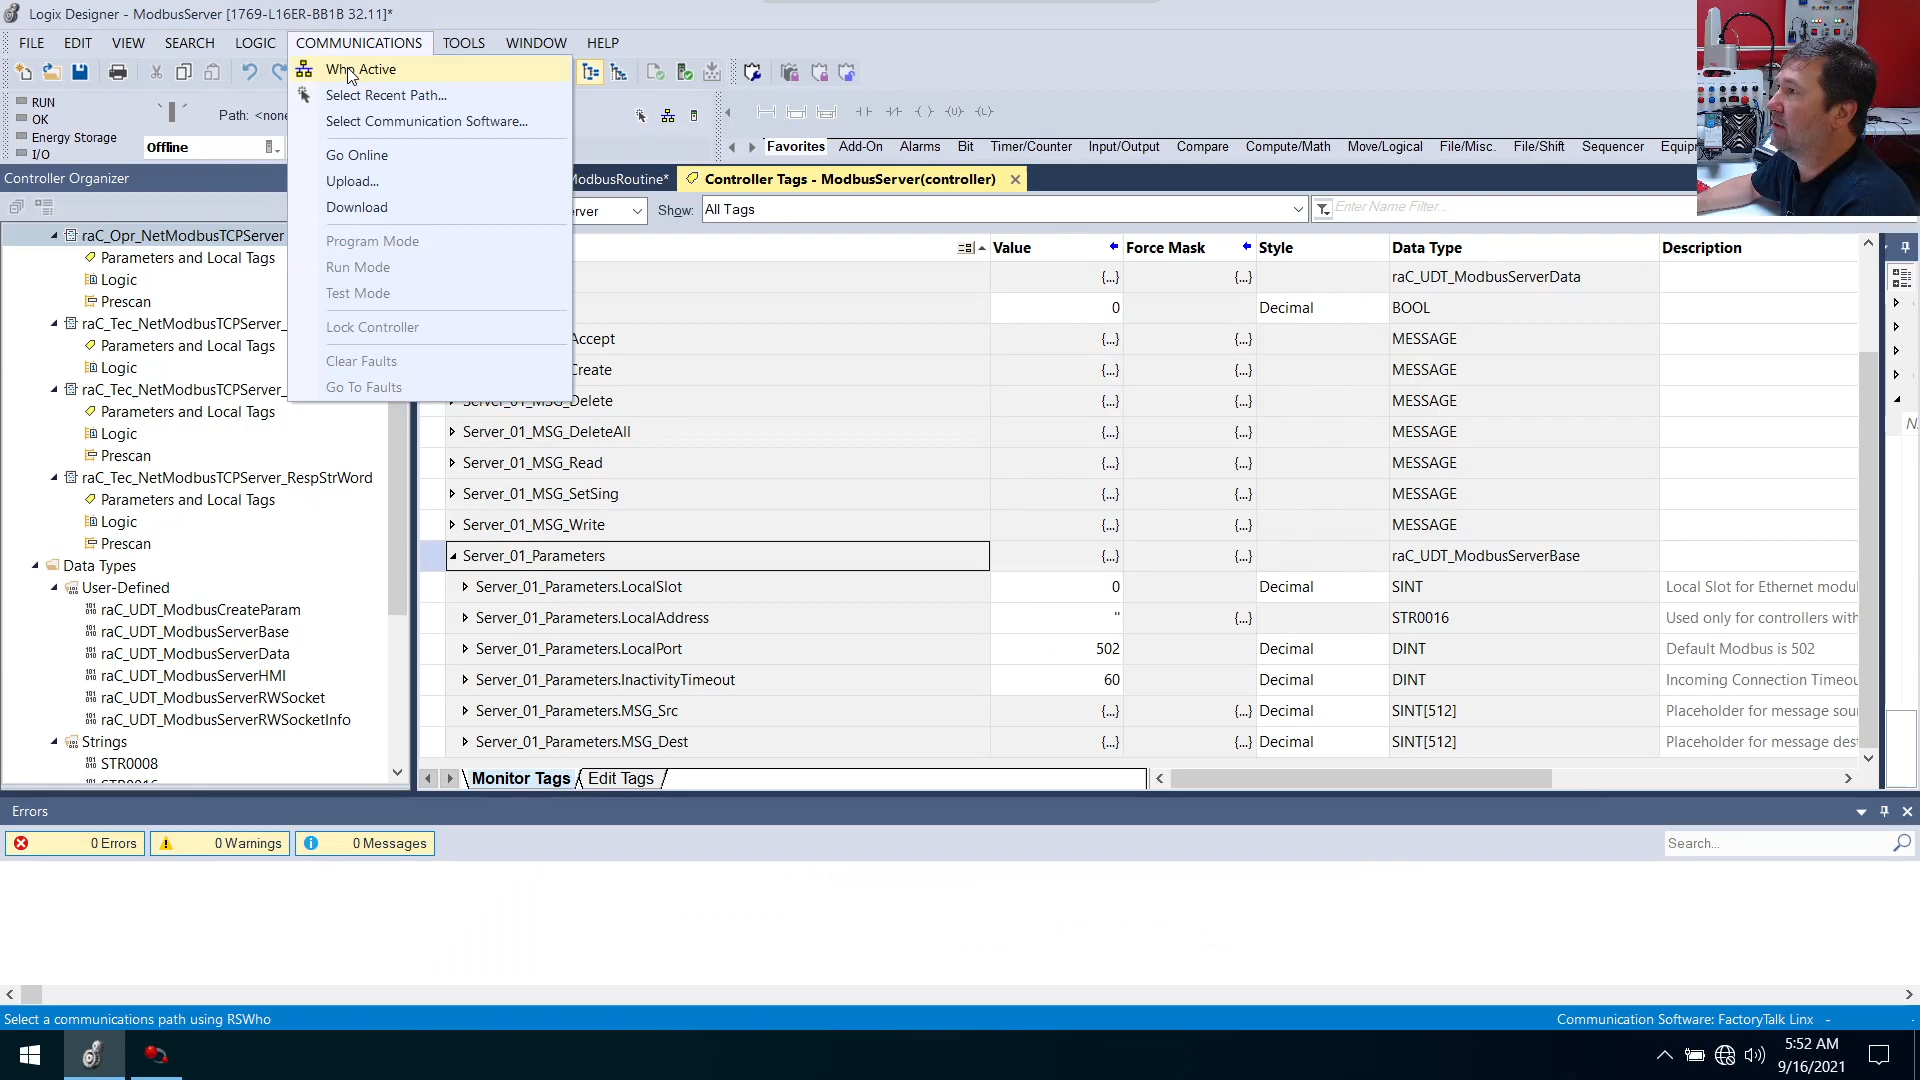 Logix Designer - ModbusServer [1769-L16ER-BB1B 32.11]*
FILE EDIT VIEW SEARCH LOGIC COMMUNICATIONS TOOLS WINDOW HELP
Who Active
Select Recent Path...
Select Communication Software...
Go Online
Upload...
Download
Program Mode
Run Mode
Test Mode
Lock Controller
Clear Faults
Go To Faults
RUN
OK
Energy Storage
I/O
Path: <none
Offline
Favorites Add-On Alarms Bit Timer/Counter Input/Output Compare Compute/Math Move/Logical File/Misc. File/Shift Sequencer Equip
Controller Organizer
raC_Opr_NetModbusTCPServer
Parameters and Local Tags
Logic
Prescan
raC_Tec_NetModbusTCPServer_
Parameters and Local Tags
Logic
raC_Tec_NetModbusTCPServer_
Parameters and Local Tags
Logic
Prescan
raC_Tec_NetModbusTCPServer_RespStrWord
Parameters and Local Tags
Logic
Prescan
Data Types
User-Defined
raC_UDT_ModbusCreateParam
raC_UDT_ModbusServerBase
raC_UDT_ModbusServerData
raC_UDT_ModbusServerHMI
raC_UDT_ModbusServerRWSocket
raC_UDT_ModbusServerRWSocketInfo
Strings
STR0008
odbusRoutine* Controller Tags - ModbusServer(controller)
erver Show: All Tags Enter Name Filter...
Value Force Mask Style Data Type Description
{...} {...} raC_UDT_ModbusServerData
0 Decimal BOOL
Accept {...} {...} MESSAGE
Create {...} {...} MESSAGE
Server_01_MSG_Delete {...} {...} MESSAGE
Server_01_MSG_DeleteAll {...} {...} MESSAGE
Server_01_MSG_Read {...} {...} MESSAGE
Server_01_MSG_SetSing {...} {...} MESSAGE
Server_01_MSG_Write {...} {...} MESSAGE
Server_01_Parameters {...} {...} raC_UDT_ModbusServerBase
Server_01_Parameters.LocalSlot 0 Decimal SINT Local Slot for Ethernet modul
Server_01_Parameters.LocalAddress '' {...} STR0016 Used only for controllers with
Server_01_Parameters.LocalPort 502 Decimal DINT Default Modbus is 502
Server_01_Parameters.InactivityTimeout 60 Decimal DINT Incoming Connection Timeou
Server_01_Parameters.MSG_Src {...} {...} Decimal SINT[512] Placeholder for message sour
Server_01_Parameters.MSG_Dest {...} {...} Decimal SINT[512] Placeholder for message dest
Monitor Tags Edit Tags
N
Errors
0 Errors 0 Warnings 0 Messages Search...
Select a communications path using RSWho Communication Software: FactoryTalk Linx -
5:52 AM
9/16/2021